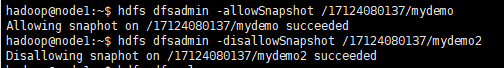 hadoop@node1:~$ hdfs dfsadmin -allowSnapshot /17124080137/mydemo
Allowing snaphot on /17124080137/mydemo succeeded
hadoop@node1:~$ hdfs dfsadmin -disallowSnapshot /17124080137/mydemo2
Disallowing snaphot on /17124080137/mydemo2 succeeded